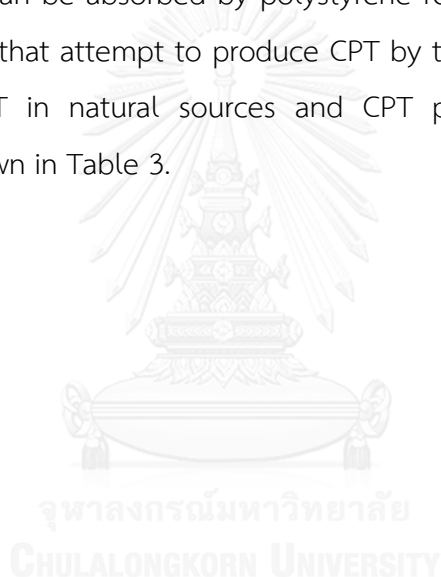 an be absorbed by polystyrene
that attempt to produce CPT by t
T in natural sources and CPT p
wn in Table 3.
จุฬาลงกรณ์มหาวิทยาลัย
CHULALONGKORN UNIVERSITY